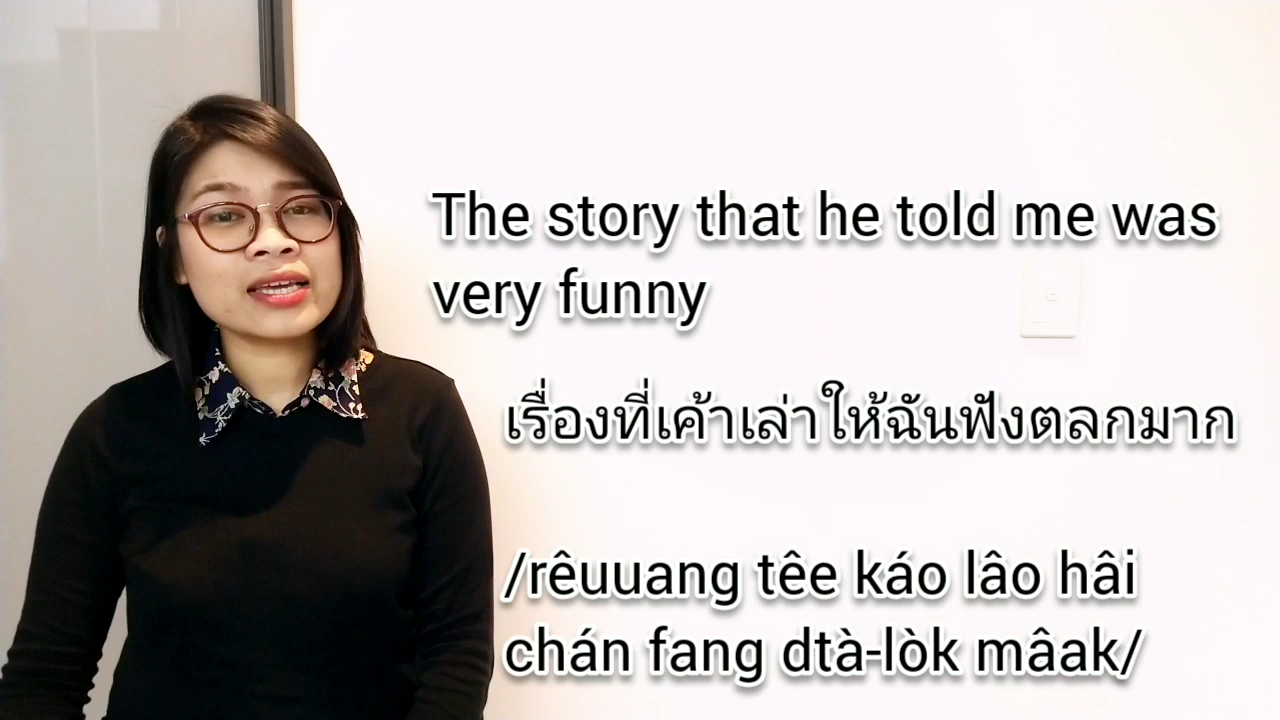 The story that he told me was
very funny
เรื่องที่เค้าเล่าให้ฉันฟังตลกมาก
/rêuuang têe káo lâo hâi
chán fang dtà-lòk mâak/